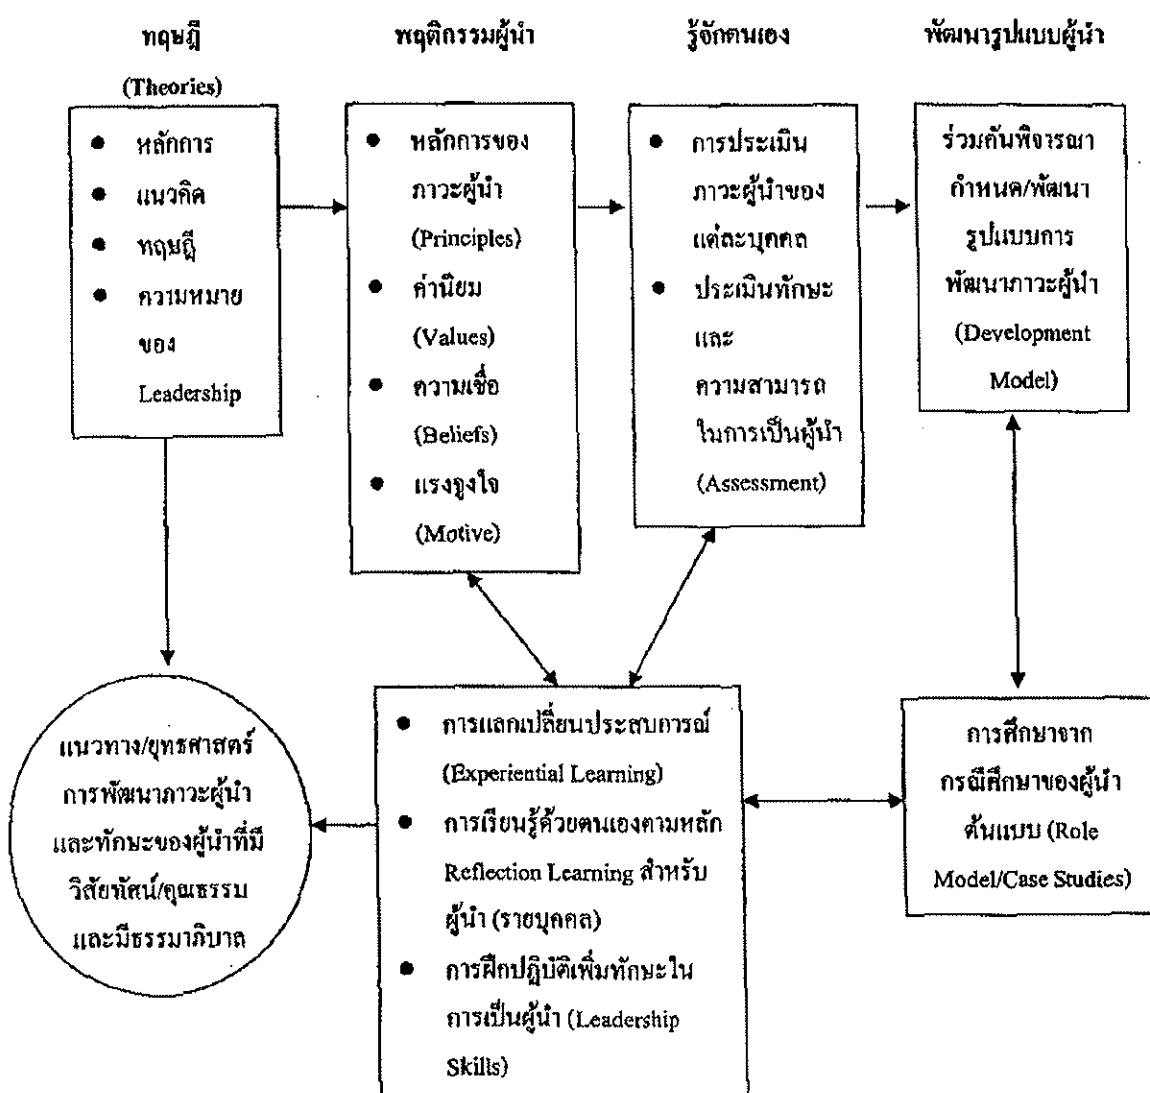 ทฤษฎี
(Theories)
● หลักการ
● แนวคิด
● ทฤษฎี
● ความหมาย
ของ
Leadership
พฤติกรรมผู้นำ
● หลักการของ
ภาวะผู้นำ
(Principles)
● ค่านิยม
(Values)
● ความเชื่อ
(Beliefs)
● แรงจูงใจ
(Motive)
รู้จักตนเอง
● การประเมิน
ภาวะผู้นำของ
แต่ละบุคคล
● ประเมินทักษะ
และ
ความสามารถ
ในการเป็นผู้นำ
(Assessment)
พัฒนารูปแบบผู้นำ
ร่วมกันพิจารณา
กำหนด/พัฒนา
รูปแบบการ
พัฒนาภาวะผู้นำ
(Development
Model)
แนวทาง/ยุทธศาสตร์
การพัฒนาภาวะผู้นำ
และทักษะของผู้นำที่มี
วิสัยทัศน์/คุณธรรม
และมีธรรมาภิบาล
● การแลกเปลี่ยนประสบการณ์
(Experiential Learning)
● การเรียนรู้ด้วยตนเองตามหลัก
Reflection Learning สำหรับ
ผู้นำ (รายบุคคล)
● การฝึกปฏิบัติเพิ่มทักษะใน
การเป็นผู้นำ (Leadership
Skills)
การศึกษาจาก
กรณีศึกษาของผู้นำ
ต้นแบบ (Role
Model/Case Studies)